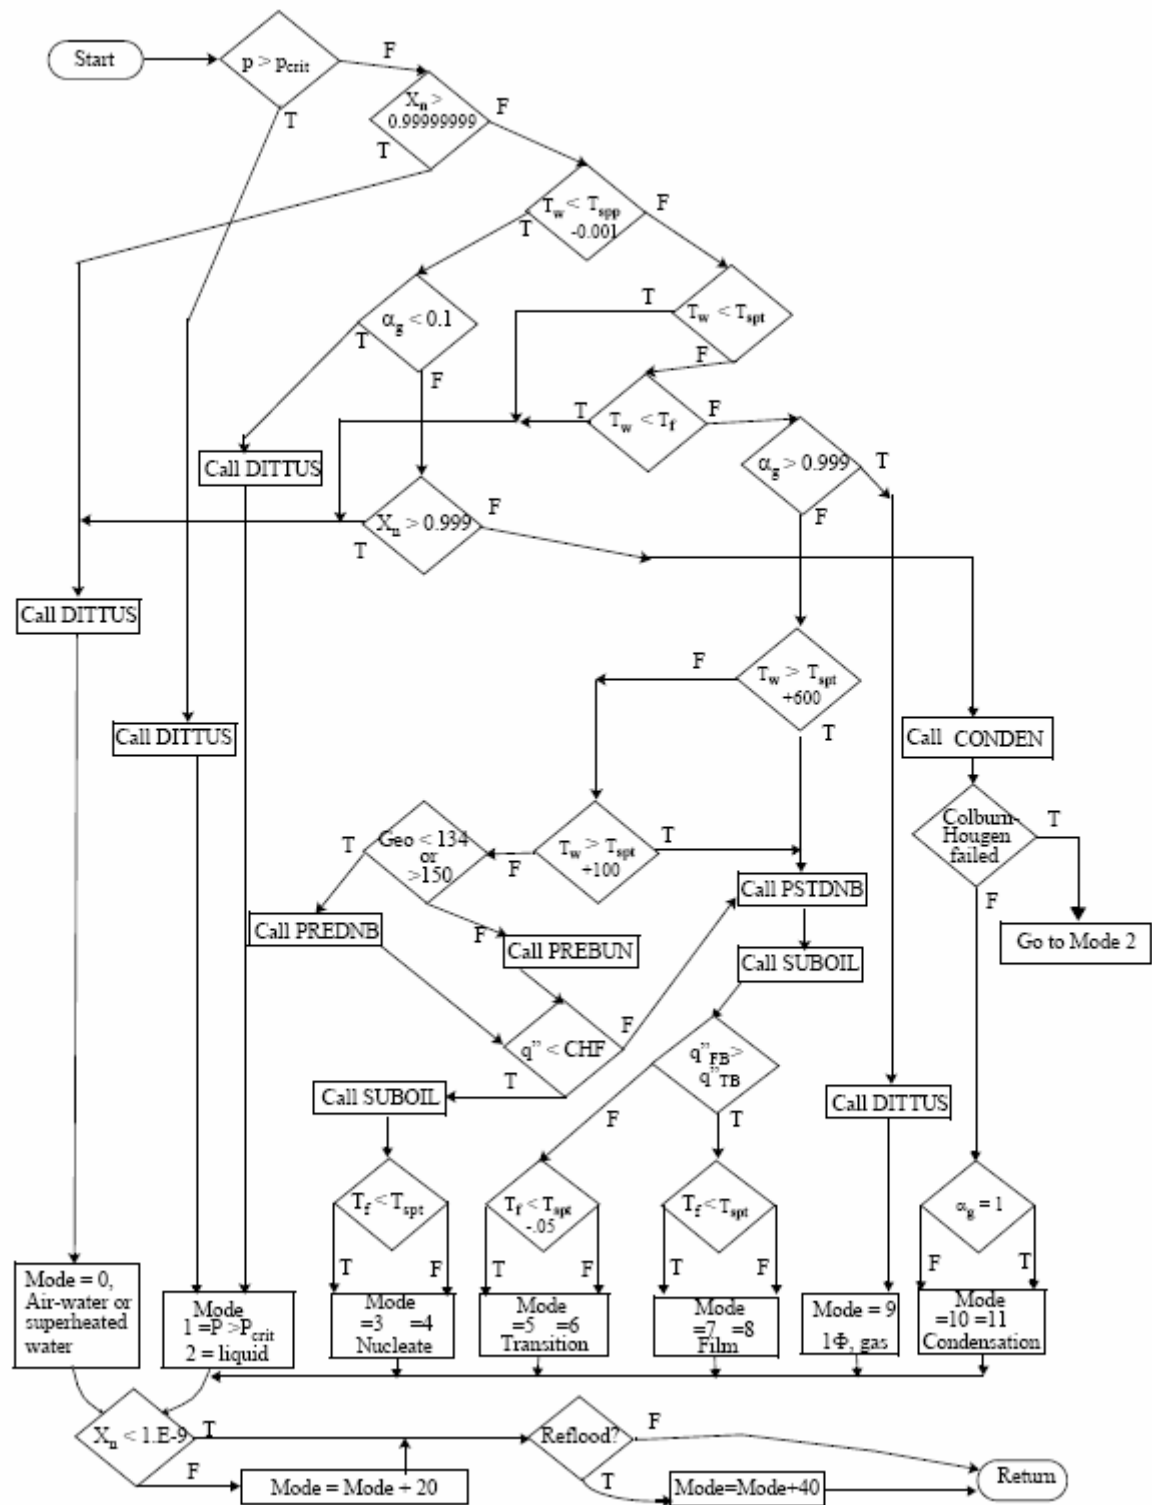 Start
p > pcrit
F
T
Xn >
0.99999999
F
T
Tw < Tspp
-0.001
F
T
αg < 0.1
T
F
T
Tw < Tspt
F
T
Tw < Tf
F
αg > 0.999
T
F
Call DITTUS
Xn > 0.999
F
T
Call DITTUS
F
Tw > Tspt
+600
T
Call DITTUS
Call CONDEN
Geo < 134
or
>150
T
F
Tw > Tspt
+100
T
F
Colburn-
Hougen
failed
T
F
Call PSTDNB
Call PREDNB
Call PREBUN
Go to Mode 2
Call SUBOIL
q” < CHF
F
T
q”FB>
q”TB
F
T
Call SUBOIL
Call DITTUS
Tf < Tspt
T
F
Tf < Tspt
-.05
T
F
Tf < Tspt
T
F
αg = 1
F
T
Mode = 0,
Air-water or
superheated
water
Mode
1 =P >Pcrit
2 = liquid
Mode
=3 =4
Nucleate
Mode
=5 =6
Transition
Mode
=7 =8
Film
Mode = 9
1Φ, gas
Mode
=10 =11
Condensation
Xn < 1.E-9
T
F
Mode = Mode + 20
Reflood?
F
T
Mode=Mode+40
Return